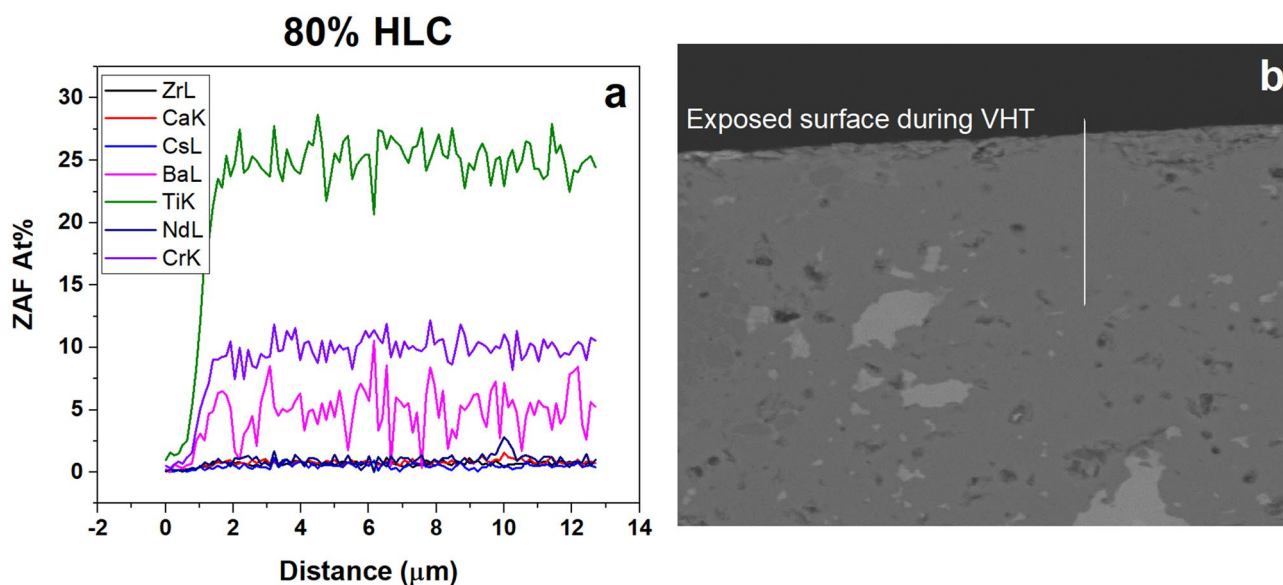 80% HLC
a
ZrL
CaK
CsL
BaL
TiK
NdL
CrK
30
25
20
15
10
5
0
ZAF At%
-2 0 2 4 6 8 10 12 14
Distance (μm)
b
Exposed surface during VHT